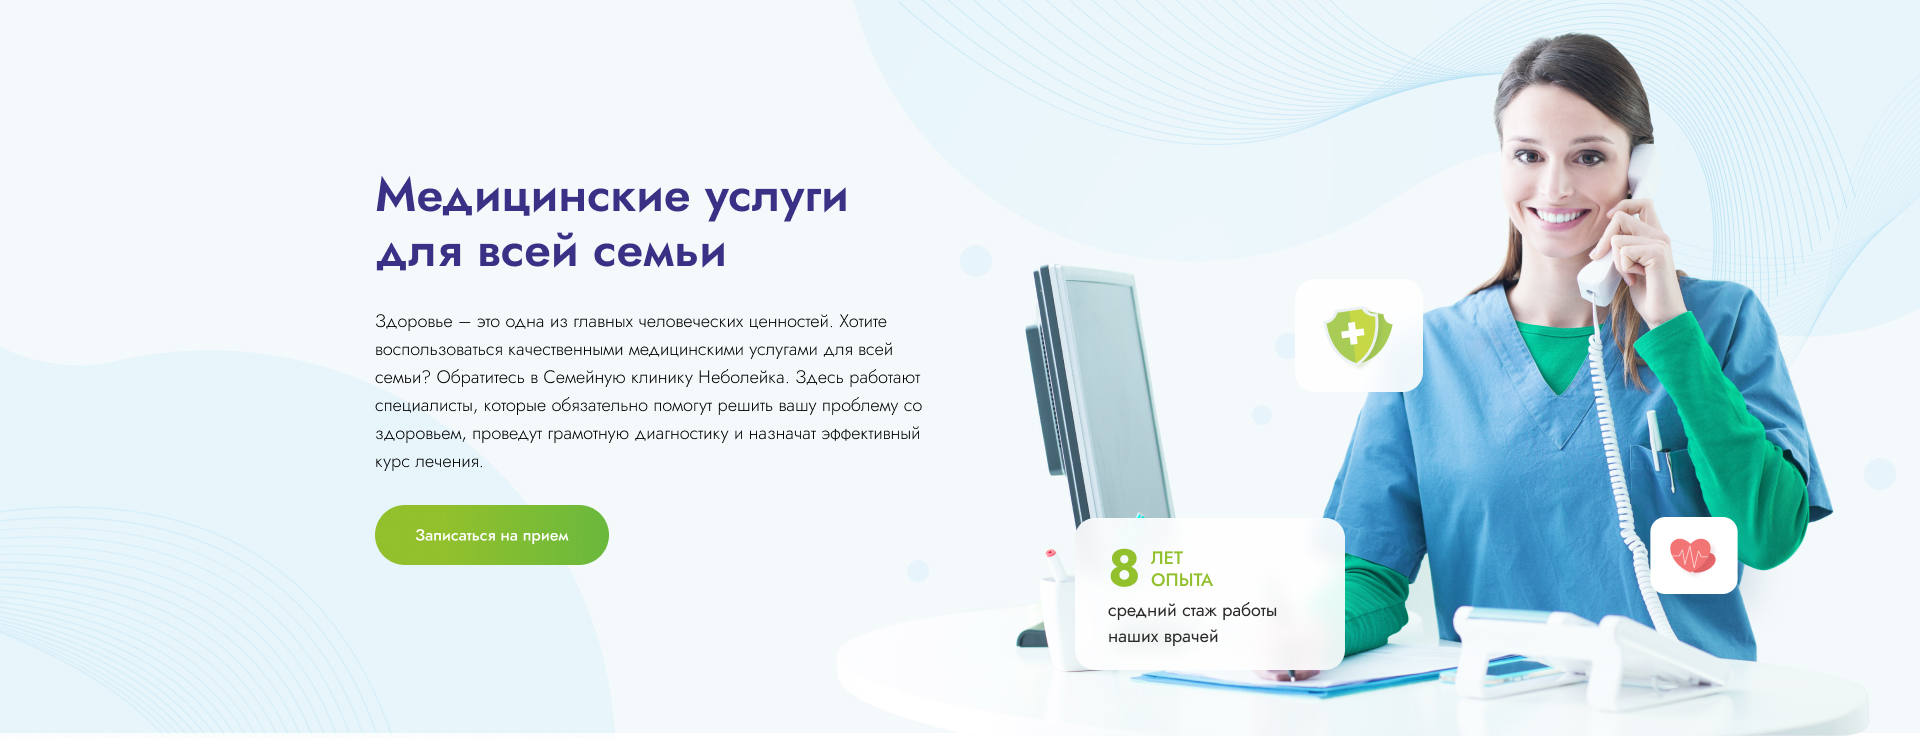 Медицинские услуги
для всей семьи
Здоровье – это одна из главных человеческих ценностей. Хотите
воспользоваться качественными медицинскими услугами для всей
семьи? Обратитесь в Семейную клинику Неболейка. Здесь работают
специалисты, которые обязательно помогут решить вашу проблему со
здоровьем, проведут грамотную диагностику и назначат эффективный
курс лечения.
Записаться на прием
8 ЛЕТ
ОПЫТА
средний стаж работы
наших врачей